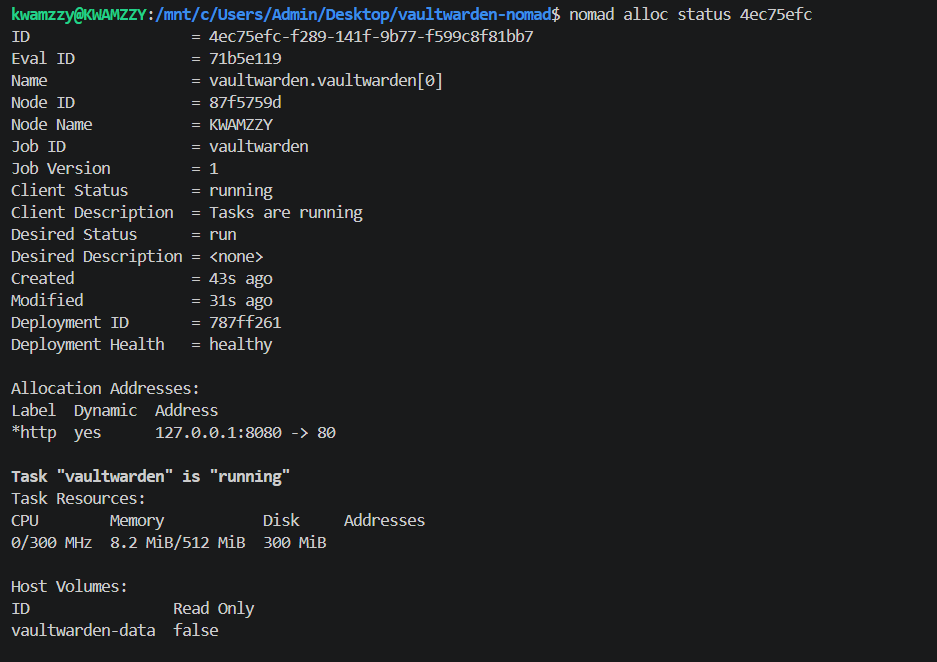 kwamzzy@KWAMZZY:/mnt/c/Users/Admin/Desktop/vaultwarden-nomad$ nomad alloc status 4ec75efc
ID                  = 4ec75efc-f289-141f-9b77-f599c8f81bb7
Eval ID             = 71b5e119
Name                = vaultwarden.vaultwarden[0]
Node ID             = 87f5759d
Node Name           = KWAMZZY
Job ID              = vaultwarden
Job Version         = 1
Client Status       = running
Client Description  = Tasks are running
Desired Status      = run
Desired Description = <none>
Created             = 43s ago
Modified            = 31s ago
Deployment ID       = 787ff261
Deployment Health   = healthy

Allocation Addresses:
Label  Dynamic  Address
*http  yes      127.0.0.1:8080 -> 80

Task "vaultwarden" is "running"
Task Resources:
CPU        Memory           Disk     Addresses
0/300 MHz  8.2 MiB/512 MiB  300 MiB

Host Volumes:
ID                Read Only
vaultwarden-data  false